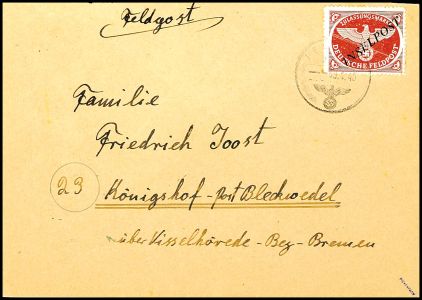 Feldpost
ZULASSUNGSMARKE
INSELPOST
DEUTSCHE FELDPOST
Familie
Friedrich Joost
23
Königshof - Post Bleckwedel
über Visselhövede - Bez - Bremen